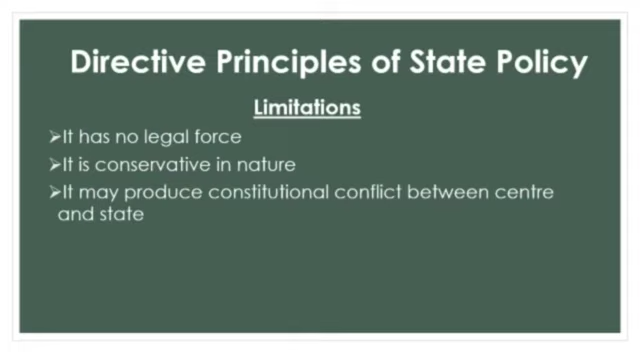 Directive Principles of State Policy
Limitations
➢It has no legal force
➢It is conservative in nature
➢It may produce constitutional conflict between centre
and state